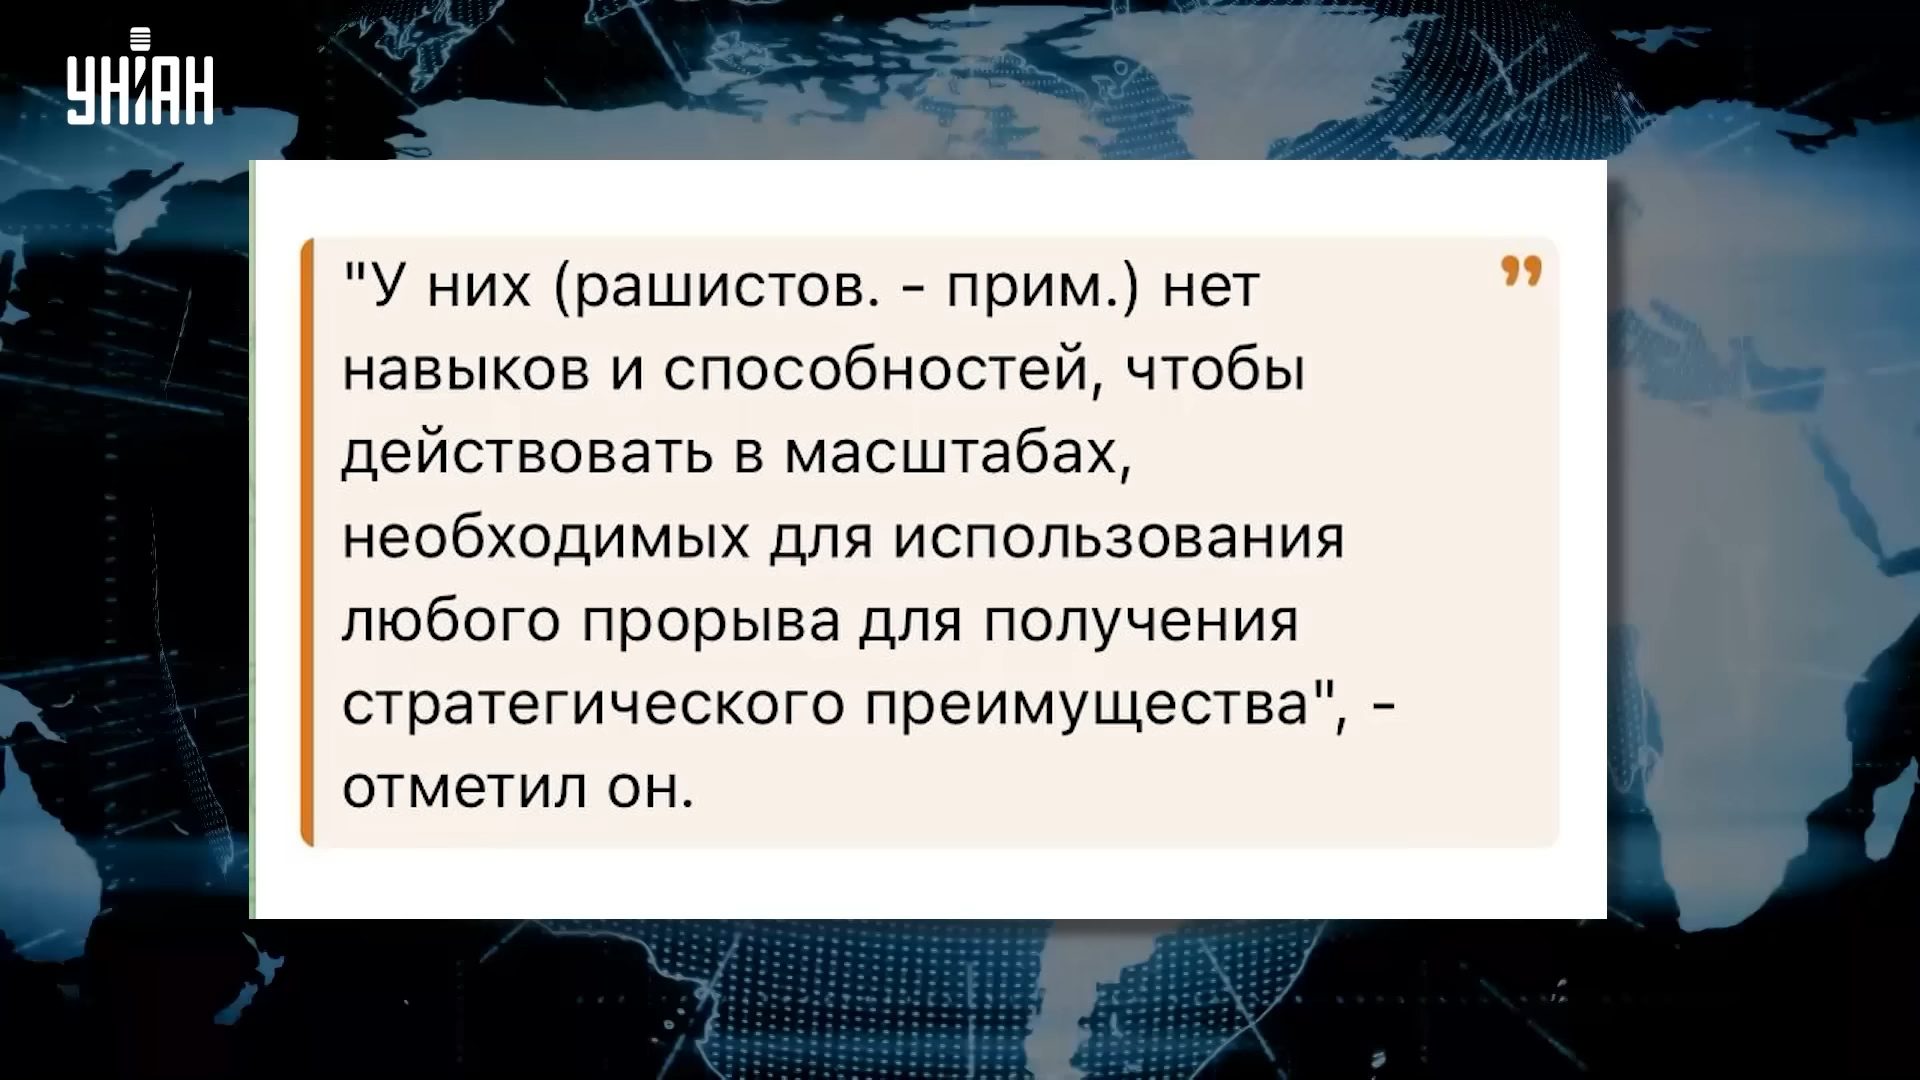 УНІАН
"У них (рашистов. - прим.) нет
навыков и способностей, чтобы
действовать в масштабах,
необходимых для использования
любого прорыва для получения
стратегического преимущества", -
отметил он.